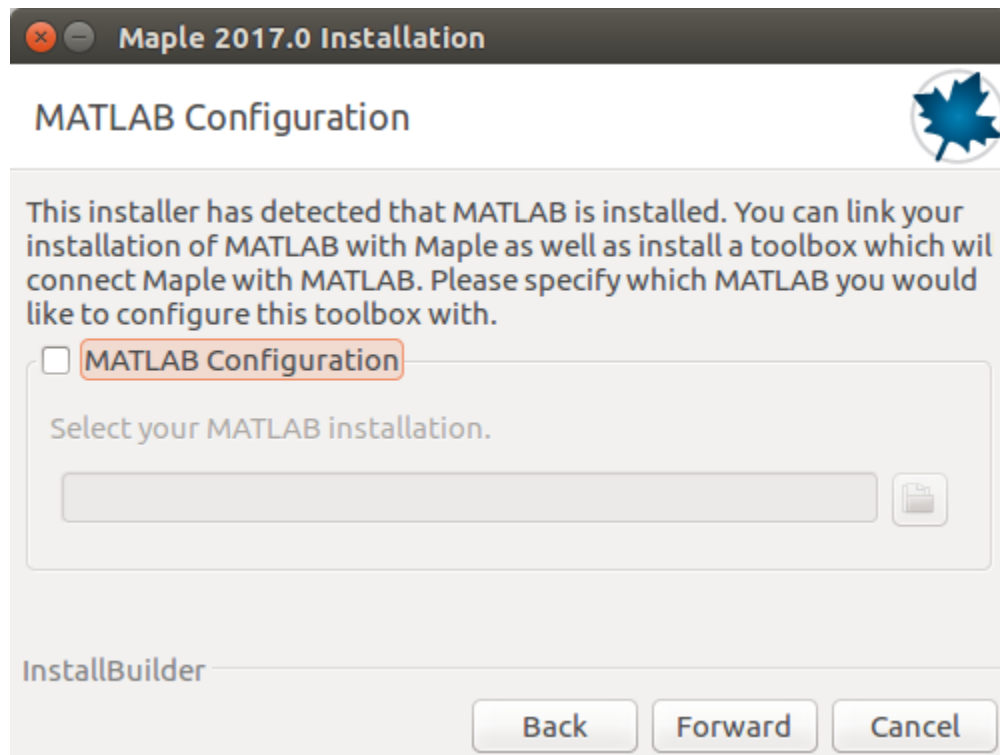 Maple 2017.0 Installation
MATLAB Configuration
This installer has detected that MATLAB is installed. You can link your
installation of MATLAB with Maple as well as install a toolbox which wil
connect Maple with MATLAB. Please specify which MATLAB you would
like to configure this toolbox with.
MATLAB Configuration
Select your MATLAB installation.
InstallBuilder
Back Forward Cancel